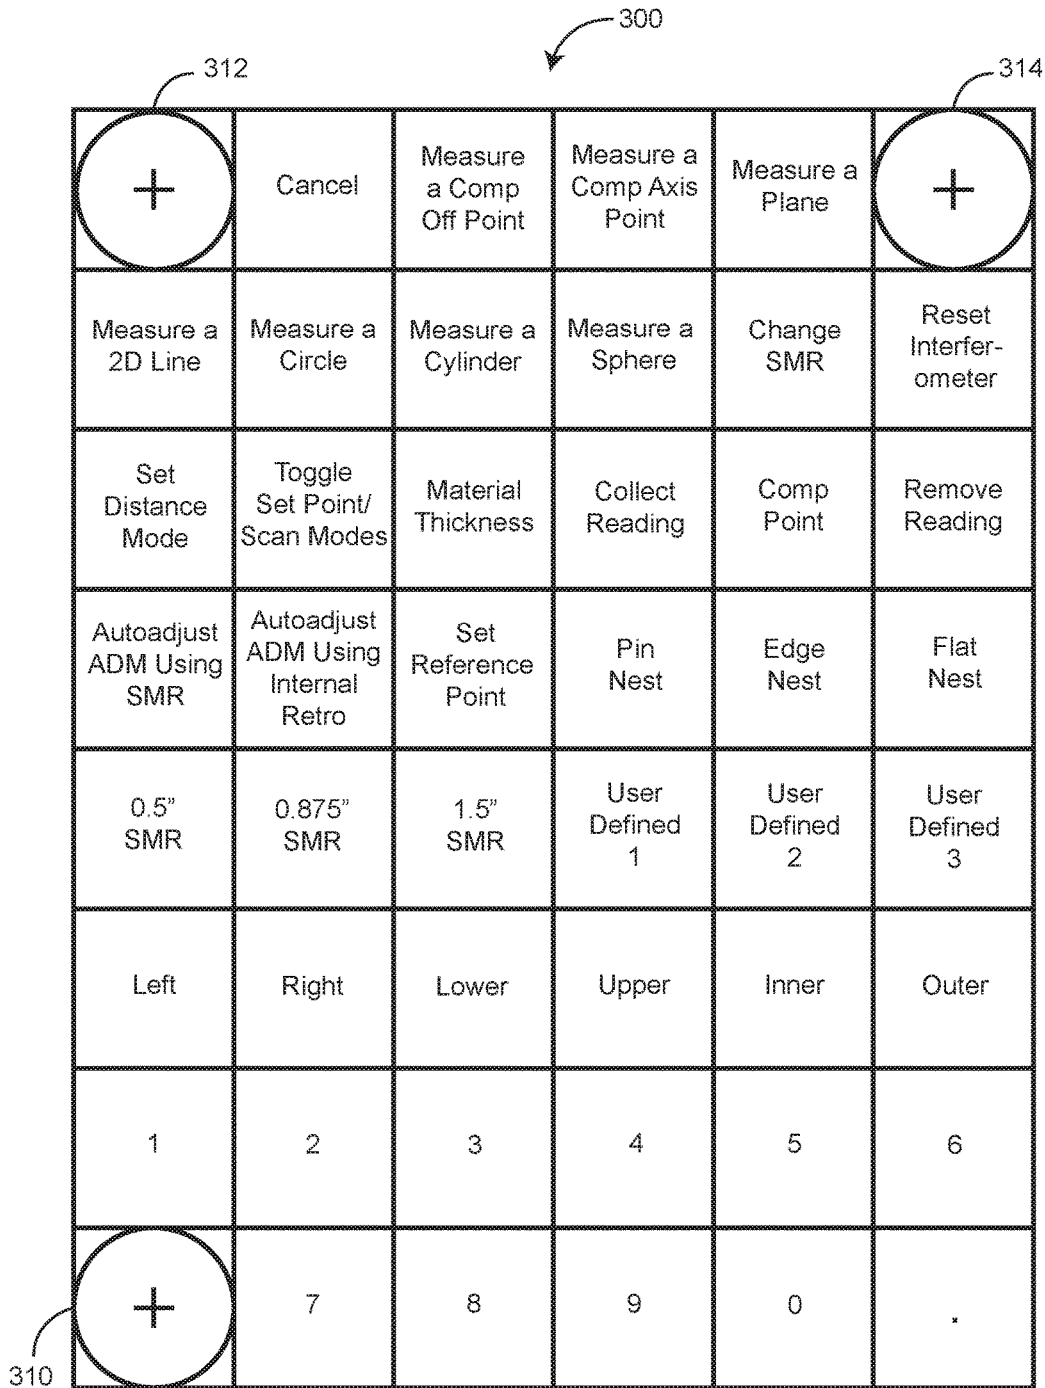 300
312
314
Cancel
Measure
a Comp
Off Point
Measure a
Comp Axis
Point
Measure a
Plane
Measure a
2D Line
Measure a
Circle
Measure a
Cylinder
Measure a
Sphere
Change
SMR
Reset
Interfer-
ometer
Set
Distance
Mode
Toggle
Set Point/
Scan Modes
Material
Thickness
Collect
Reading
Comp
Point
Remove
Reading
Autoadjust
ADM Using
SMR
Autoadjust
ADM Using
Internal
Retro
Set
Reference
Point
Pin
Nest
Edge
Nest
Flat
Nest
0.5”
SMR
0.875”
SMR
1.5”
SMR
User
Defined
1
User
Defined
2
User
Defined
3
Left
Right
Lower
Upper
Inner
Outer
1
2
3
4
5
6
7
8
9
0
.
310